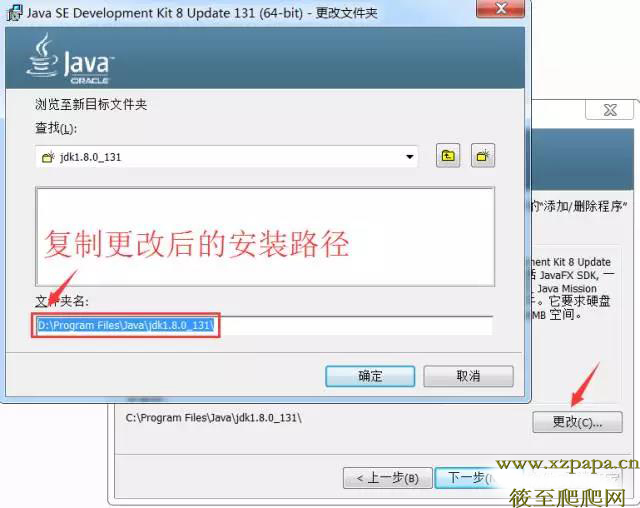 Java SE Development Kit 8 Update 131 (64-bit) - 更改文件夹
Java
ORACLE
浏览至新目标文件夹
查找(L):
jdk1.8.0_131
复制更改后的安装路径
文件夹名:
D:\Program Files\Java\jdk1.8.0_131\
确定
取消
的"添加/删除程序"
ment Kit 8 Update
括 JavaFX SDK, 一
Java Mission
它要求硬盘
MB 空间。
C:\Program Files\Java\jdk1.8.0_131\
更改(C)...
< 上一步(B)
下一步(N
www.xzpapa.cn
筱至爬爬网